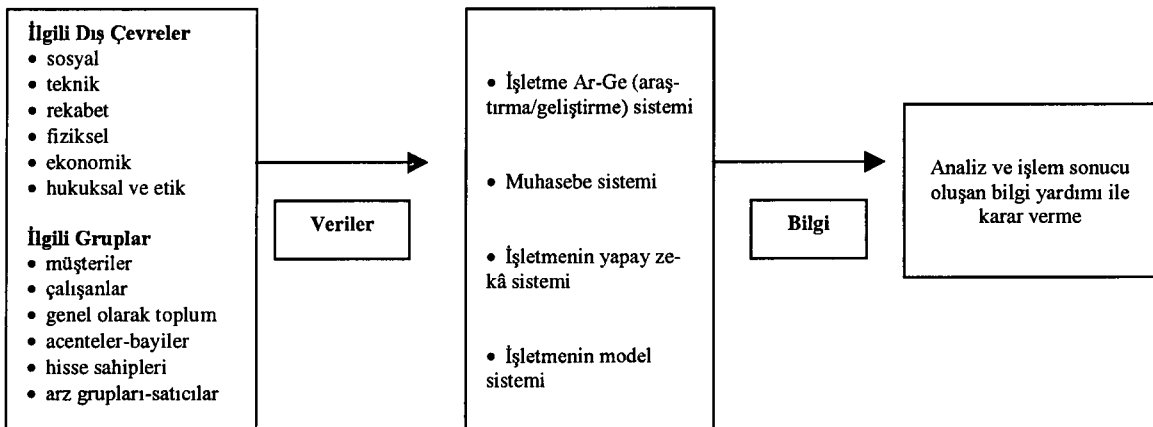 İlgili Dış Çevreler
• sosyal
• teknik
• rekabet
• fiziksel
• ekonomik
• hukuksal ve etik
İlgili Gruplar
• müşteriler
• çalışanlar
• genel olarak toplum
• acenteler-bayiler
• hisse sahipleri
• arz grupları-satıcılar
Veriler
• İşletme Ar-Ge (araş-
tırma/geliştirme) sistemi
• Muhasebe sistemi
• İşletmenin yapay ze-
kâ sistemi
• İşletmenin model
sistemi
Bilgi
Analiz ve işlem sonucu
oluşan bilgi yardımı ile
karar verme